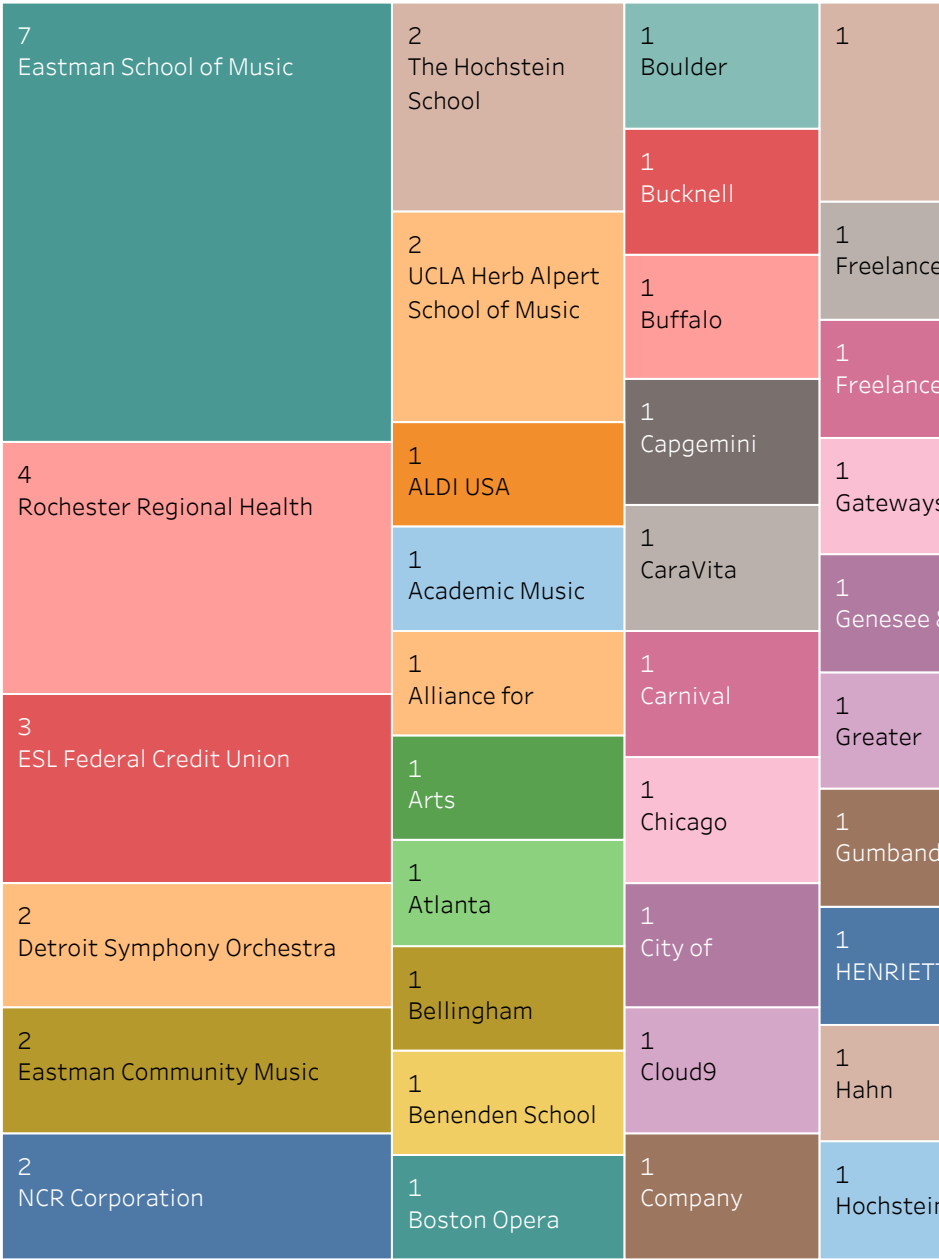 7
Eastman School of Music
4
Rochester Regional Health
3
ESL Federal Credit Union
2
Detroit Symphony Orchestra
2
Eastman Community Music
2
NCR Corporation
2
The Hochstein
School
2
UCLA Herb Alpert
School of Music
1
ALDI USA
1
Academic Music
1
Alliance for
1
Arts
1
Atlanta
1
Bellingham
1
Benenden School
1
Boston Opera
1
Boulder
1
Bucknell
1
Buffalo
1
Capgemini
1
CaraVita
1
Carnival
1
Chicago
1
City of
1
Cloud9
1
Company
1
1
Freelance
1
Freelance
1
Gateways
1
Genesee &
1
Greater
1
Gumband
1
HENRIETT
1
Hahn
1
Hochstein